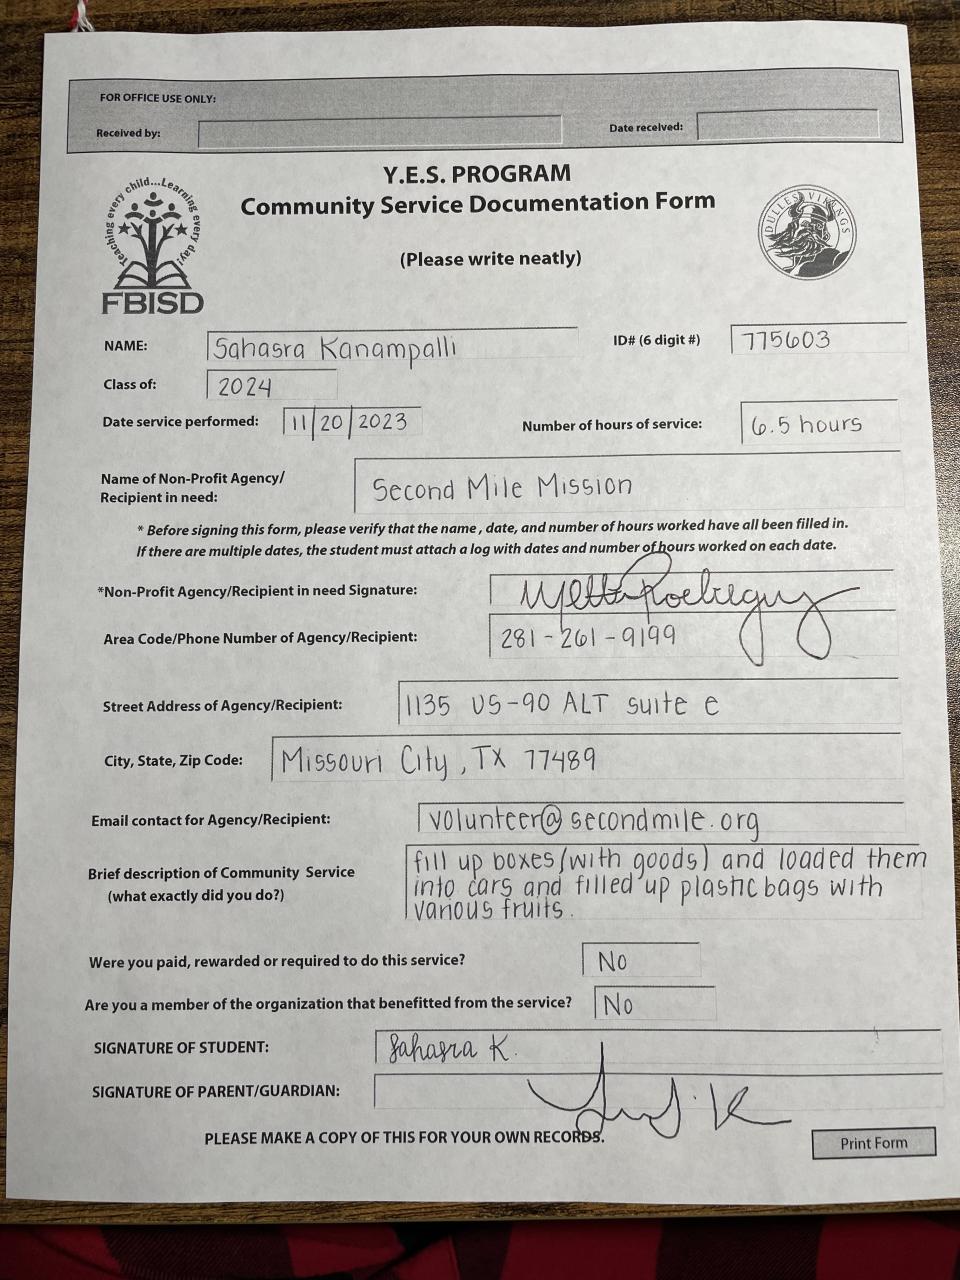 FOR OFFICE USE ONLY:
Received by:
Date received:
Teaching every child...Learning every day!
FBISD
Y.E.S. PROGRAM
Community Service Documentation Form
(Please write neatly)
DULLES VIKINGS
NAME: Sahasra Kanampalli
ID# (6 digit #) 775603
Class of: 2024
Date service performed: 11/20/2023
Number of hours of service: 6.5 hours
Name of Non-Profit Agency/
Recipient in need: Second Mile Mission
* Before signing this form, please verify that the name , date, and number of hours worked have all been filled in.
If there are multiple dates, the student must attach a log with dates and number of hours worked on each date.
*Non-Profit Agency/Recipient in need Signature:
Area Code/Phone Number of Agency/Recipient: 281-261-9199
Street Address of Agency/Recipient: 1135 US-90 ALT suite e
City, State, Zip Code: Missouri City, TX 77489
Email contact for Agency/Recipient: volunteer@secondmile.org
Brief description of Community Service
(what exactly did you do?)
fill up boxes (with goods) and loaded them
into cars and filled up plastic bags with
various fruits.
Were you paid, rewarded or required to do this service? No
Are you a member of the organization that benefitted from the service? No
SIGNATURE OF STUDENT: Sahasra K.
SIGNATURE OF PARENT/GUARDIAN:
PLEASE MAKE A COPY OF THIS FOR YOUR OWN RECORDS.
Print Form